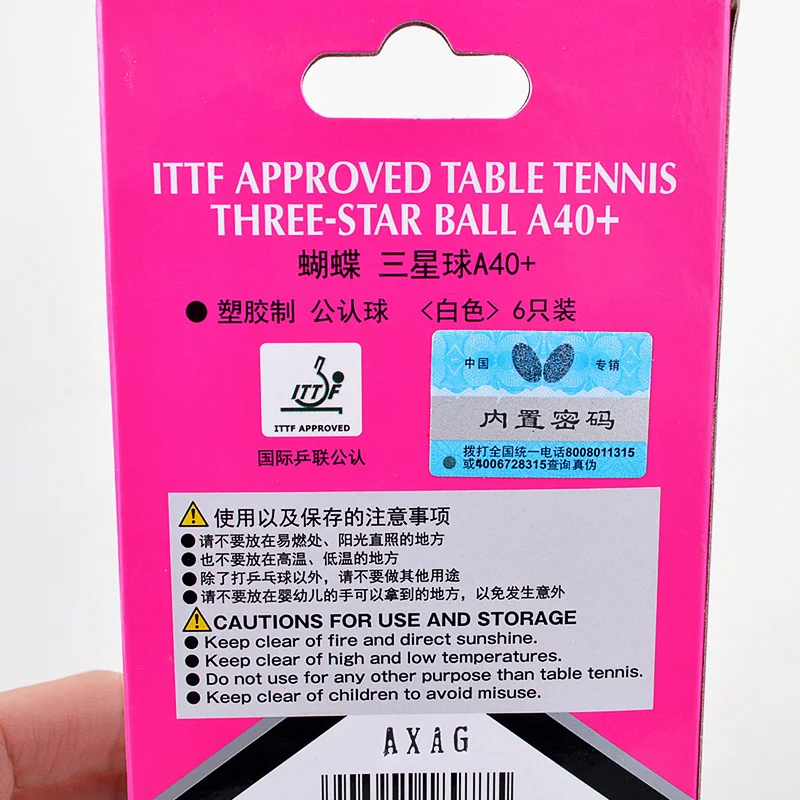 ITTF APPROVED TABLE TENNIS
THREE-STAR BALL A40+
蝴蝶 三星球A40+
● 塑胶制 公认球 〈白色〉 6只装
ITTF
ITTF APPROVED
国际乒联公认
中国 专销
内置密码
拨打全国统一电话8008011315
或4006728315查询真伪
使用以及保存的注意事项
●请不要放在易燃处、阳光直照的地方
●也不要放在高温、低温的地方
●除了打乒乓球以外，请不要做其他用途
●请不要放在婴幼儿的手可以拿到的地方，以免发生意外
CAUTIONS FOR USE AND STORAGE
● Keep clear of fire and direct sunshine.
● Keep clear of high and low temperatures.
● Do not use for any other purpose than table tennis.
● Keep clear of children to avoid misuse.
AXAG